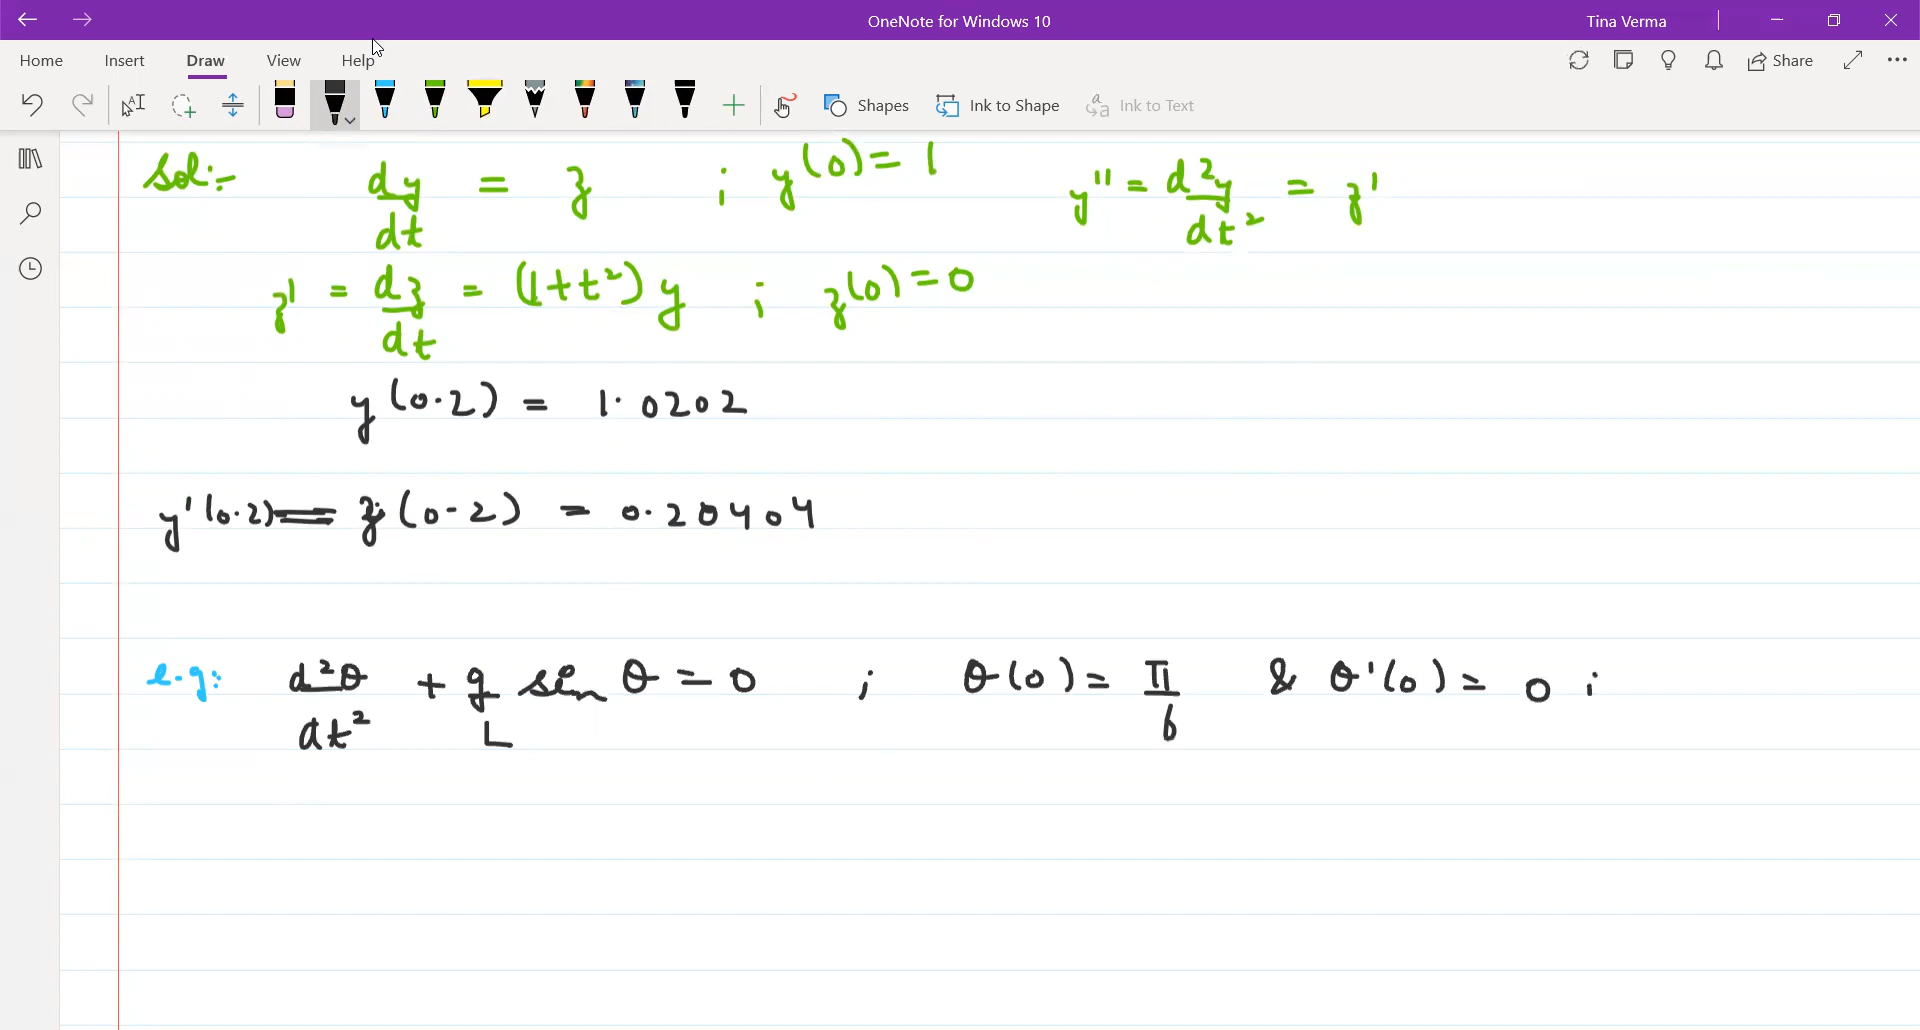 OneNote for Windows 10
Tina Verma
Home Insert Draw View Help
Share
Shapes Ink to Shape Ink to Text
Sol:- dy/dt = z ; y(0) = 1 y'' = d²y/dt² = z'
z' = dz/dt = (1+t²) y ; z(0) = 0
y(0.2) = 1.0202
y'(0.2) = z(0.2) = 0.20404
e.g: d²θ/dt² + g/L sin θ = 0 ; θ(0) = π/6 & θ'(0) = 0 ;